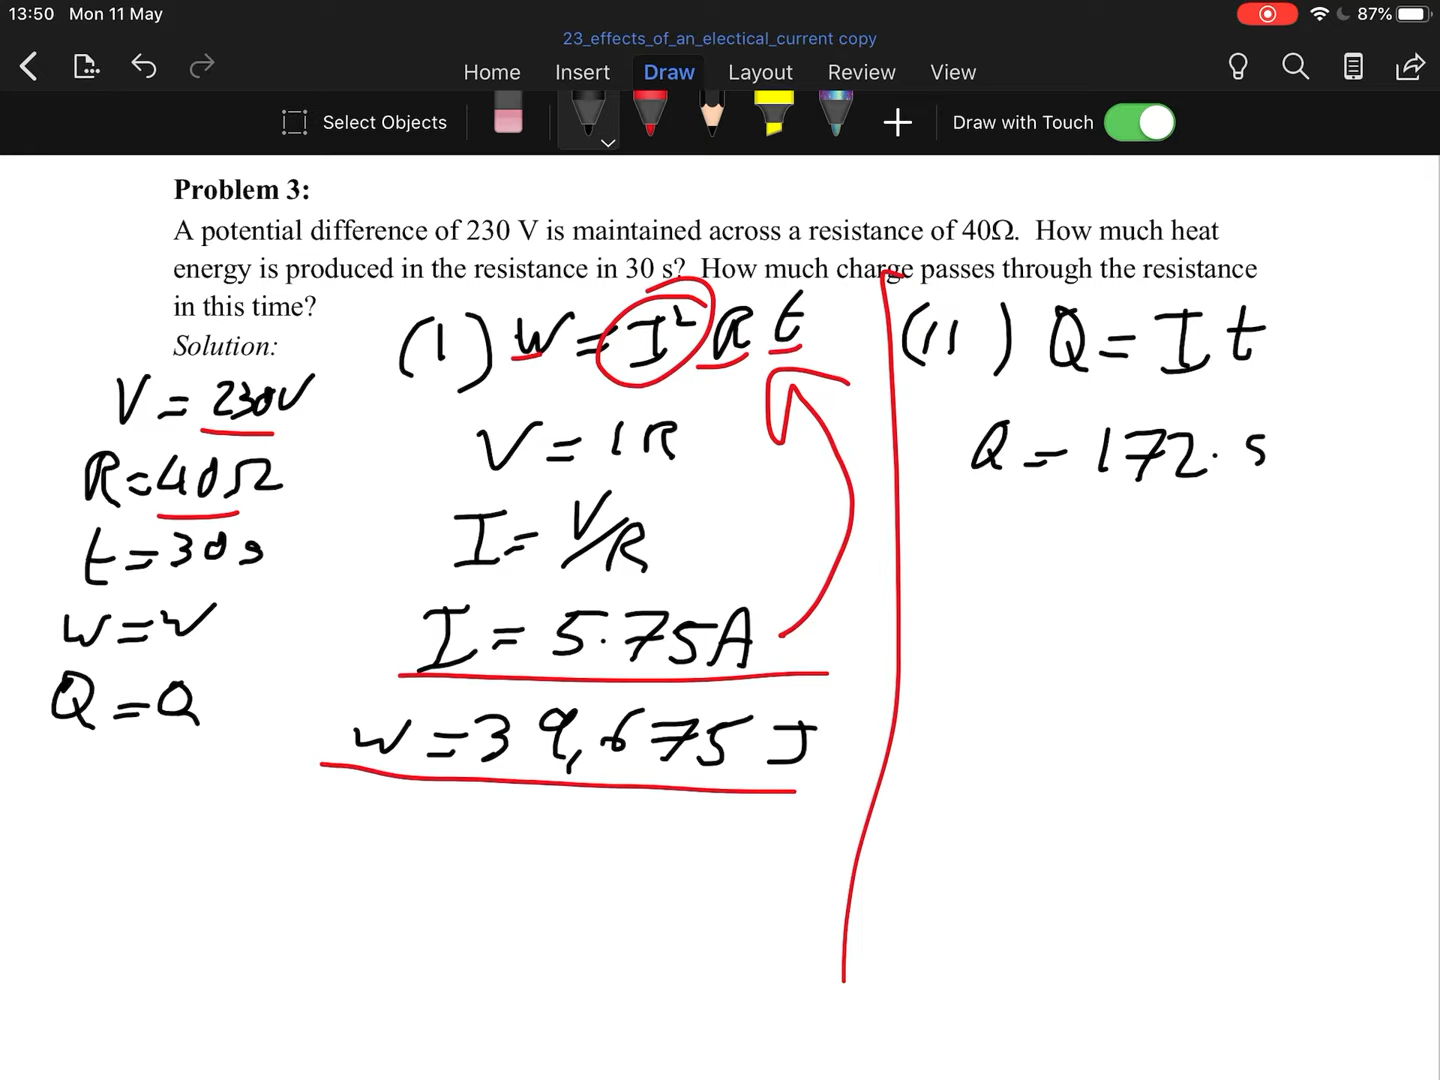 13:50 Mon 11 May 87%
23_effects_of_an_electical_current copy
Home Insert Draw Layout Review View
Select Objects Draw with Touch
Problem 3:
A potential difference of 230 V is maintained across a resistance of 40Ω. How much heat
energy is produced in the resistance in 30 s? How much charge passes through the resistance
in this time?
Solution:
V = 230V
R = 40Ω
t = 30s
W = W
Q = Q
(1) W = I² R t
V = IR
I = V/R
I = 5.75A
W = 39,675 J
(11) Q = I t
Q = 172.5